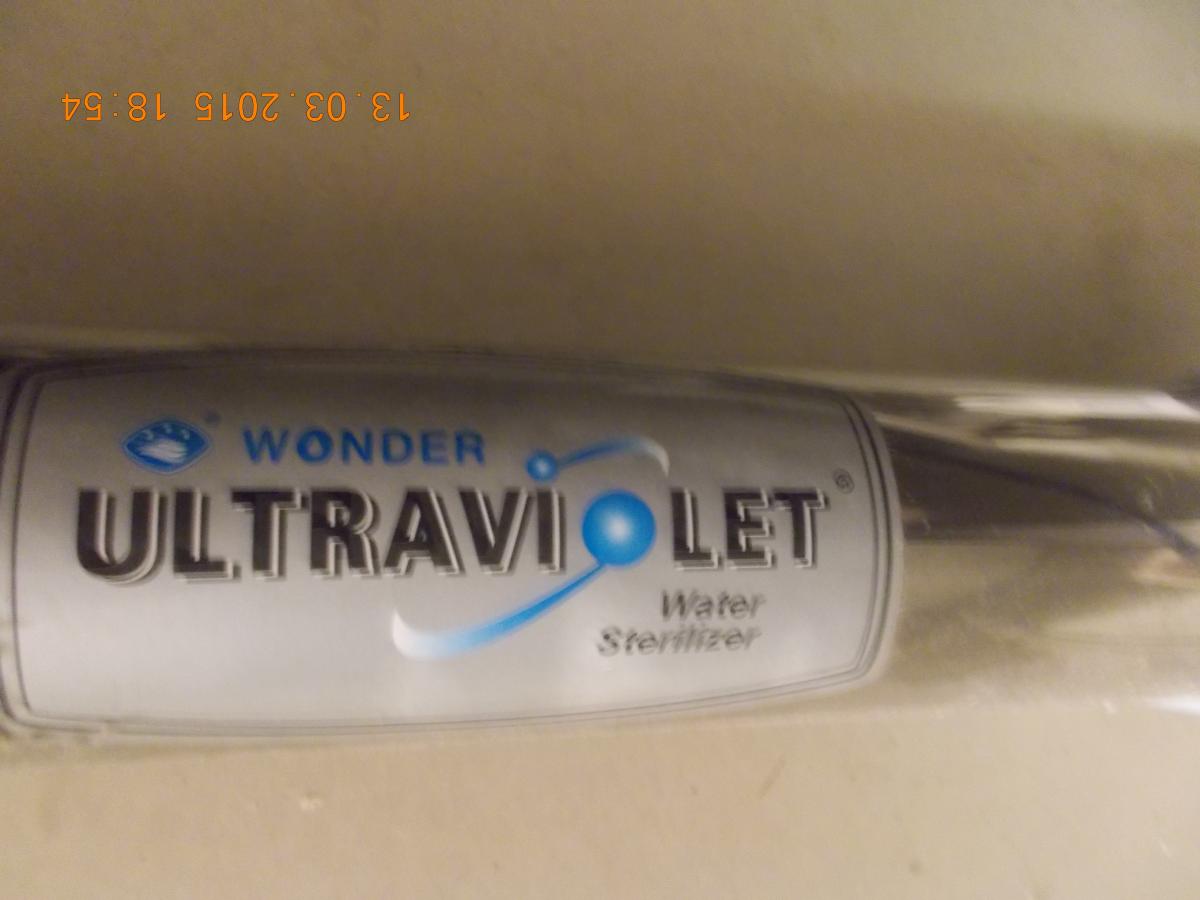 13.03.2015 18:54
WONDER
ULTRAVIOLET
®
Water
Sterilizer